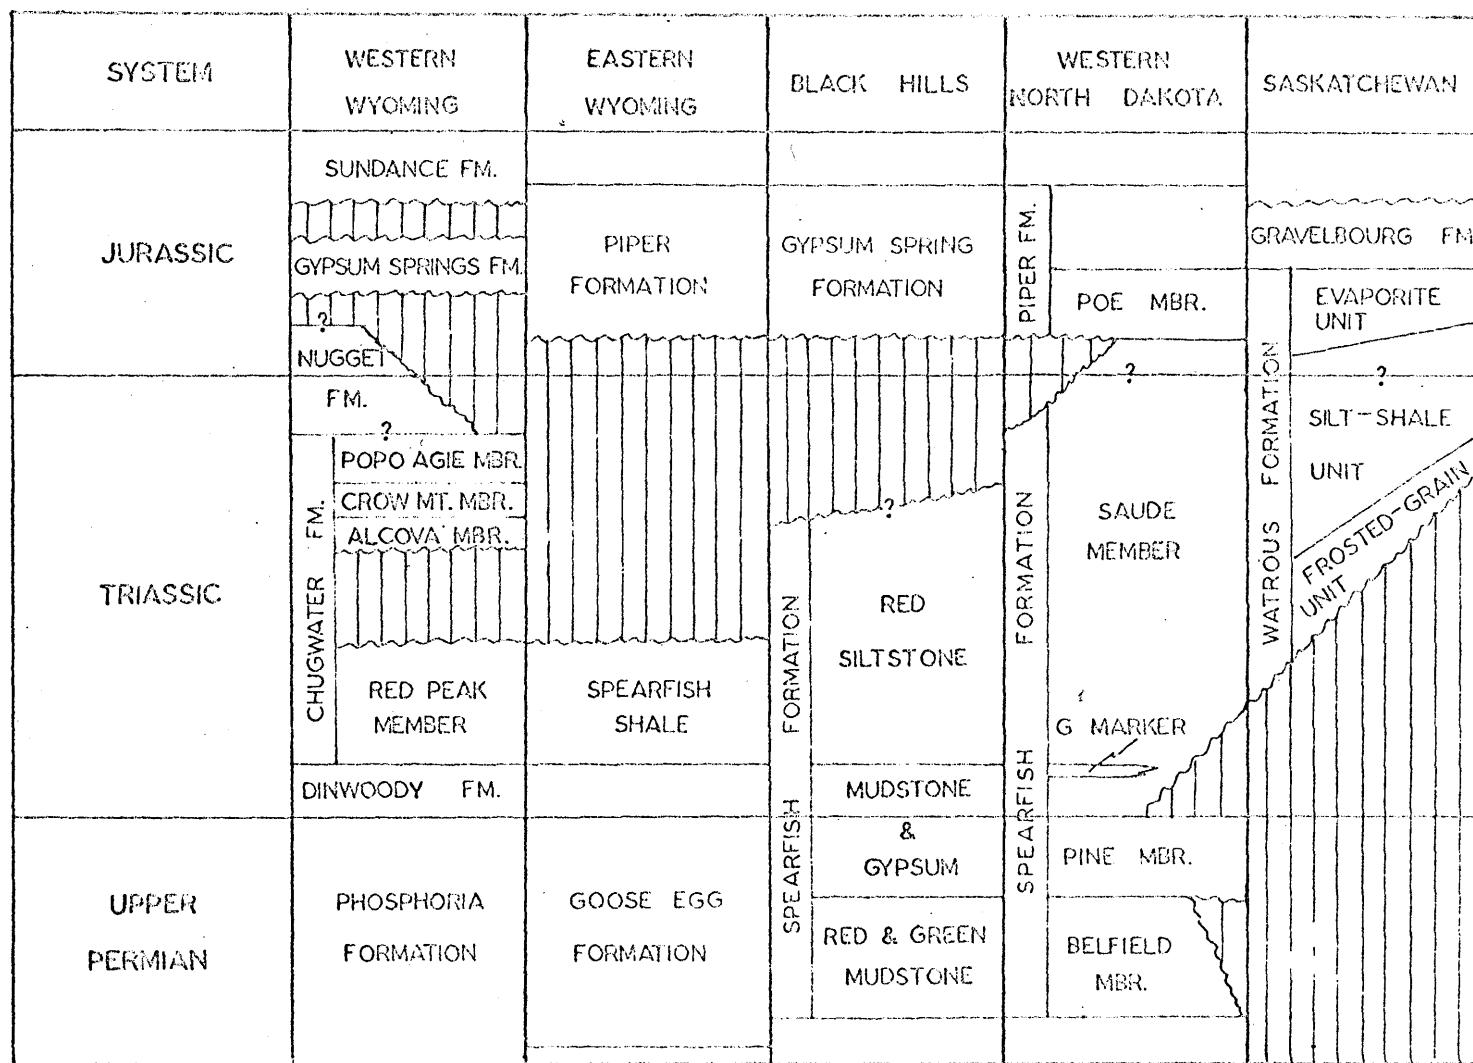 SYSTEM
WESTERN
WYOMING
EASTERN
WYOMING
BLACK HILLS
WESTERN
NORTH DAKOTA
SASKATCHEWAN
JURASSIC
TRIASSIC
UPPER
PERMIAN
SUNDANCE FM.
GYPSUM SPRINGS FM.
?
NUGGET
FM.
?
CHUGWATER FM.
POPO AGIE MBR.
CROW MT. MBR.
ALCOVA MBR.
RED PEAK
MEMBER
DINWOODY FM.
PHOSPHORIA
FORMATION
PIPER
FORMATION
SPEARFISH
SHALE
GOOSE EGG
FORMATION
GYPSUM SPRING
FORMATION
?
SPEARFISH FORMATION
RED
SILTSTONE
MUDSTONE
&
GYPSUM
RED & GREEN
MUDSTONE
PIPER FM.
POE MBR.
?
SPEARFISH FORMATION
SAUDE
MEMBER
G MARKER
PINE MBR.
BELFIELD
MBR.
GRAVELBOURG FM
WATROUS FORMATION
EVAPORITE
UNIT
?
SILT-SHALE
UNIT
FROSTED-GRAIN
UNIT